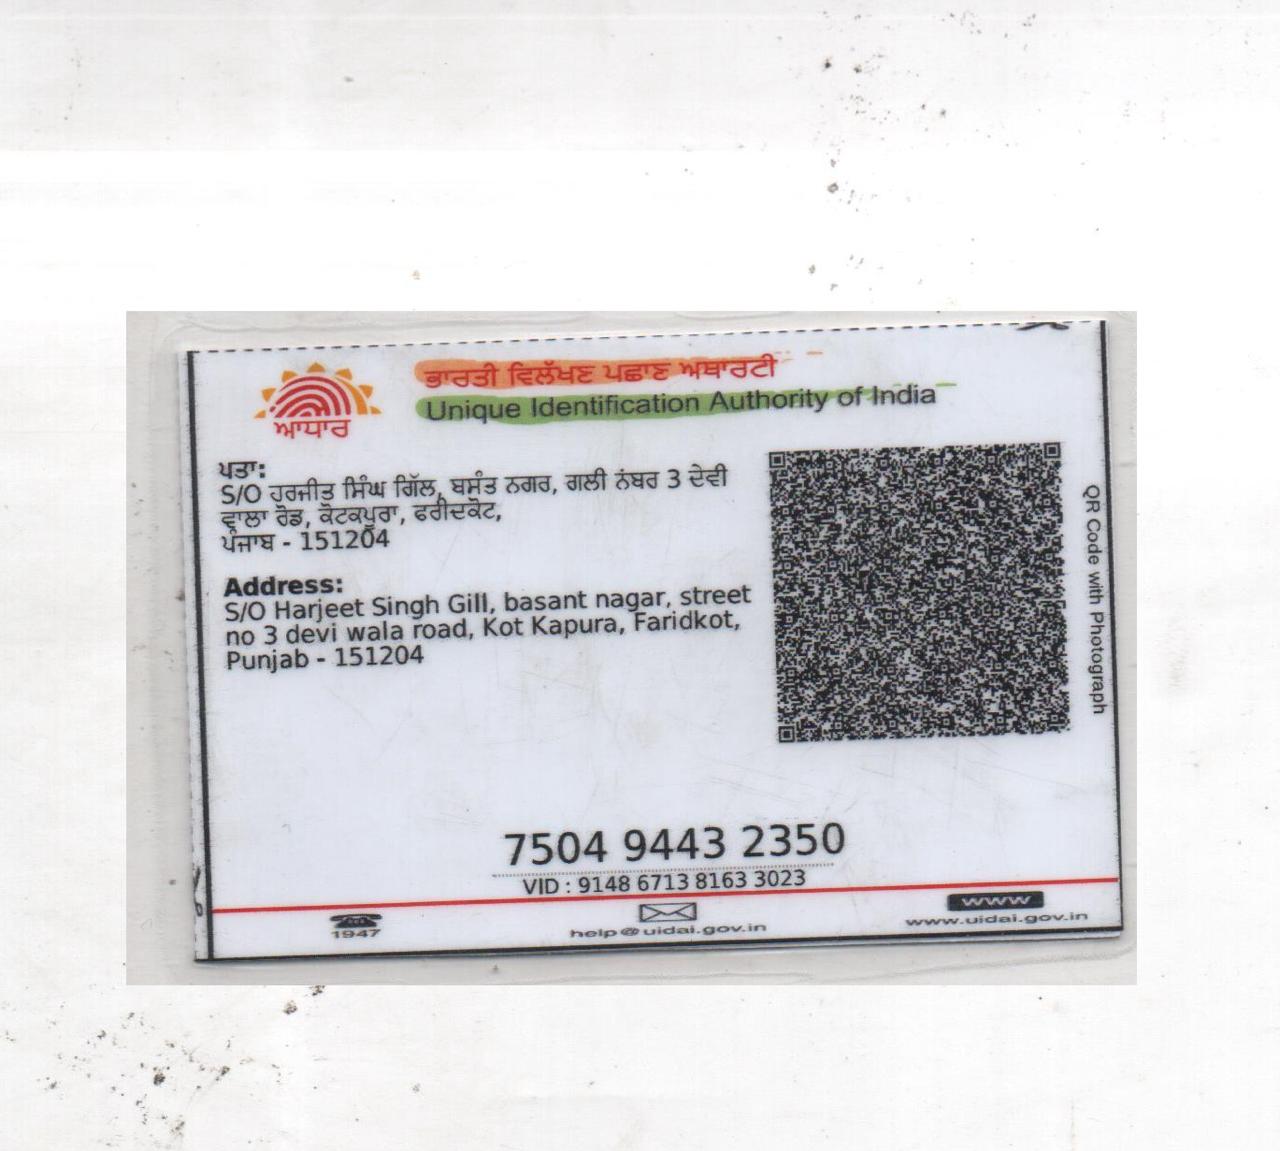 ਭਾਰਤੀ ਵਿਲੱਖਣ ਪਛਾਣ ਅਥਾਰਟੀ
Unique Identification Authority of India
ਆਧਾਰ
ਪਤਾ:
S/O ਹਰਜੀਤ ਸਿੰਘ ਗਿੱਲ, ਬਸੰਤ ਨਗਰ, ਗਲੀ ਨੰਬਰ 3 ਦੇਵੀ
ਵਾਲਾ ਰੋਡ, ਕੋਟਕਪੂਰਾ, ਫਰੀਦਕੋਟ,
ਪੰਜਾਬ - 151204
Address:
S/O Harjeet Singh Gill, basant nagar, street
no 3 devi wala road, Kot Kapura, Faridkot,
Punjab - 151204
QR Code with Photograph
7504 9443 2350
VID : 9148 6713 8163 3023
1947
help@uidai.gov.in
www
www.uidai.gov.in